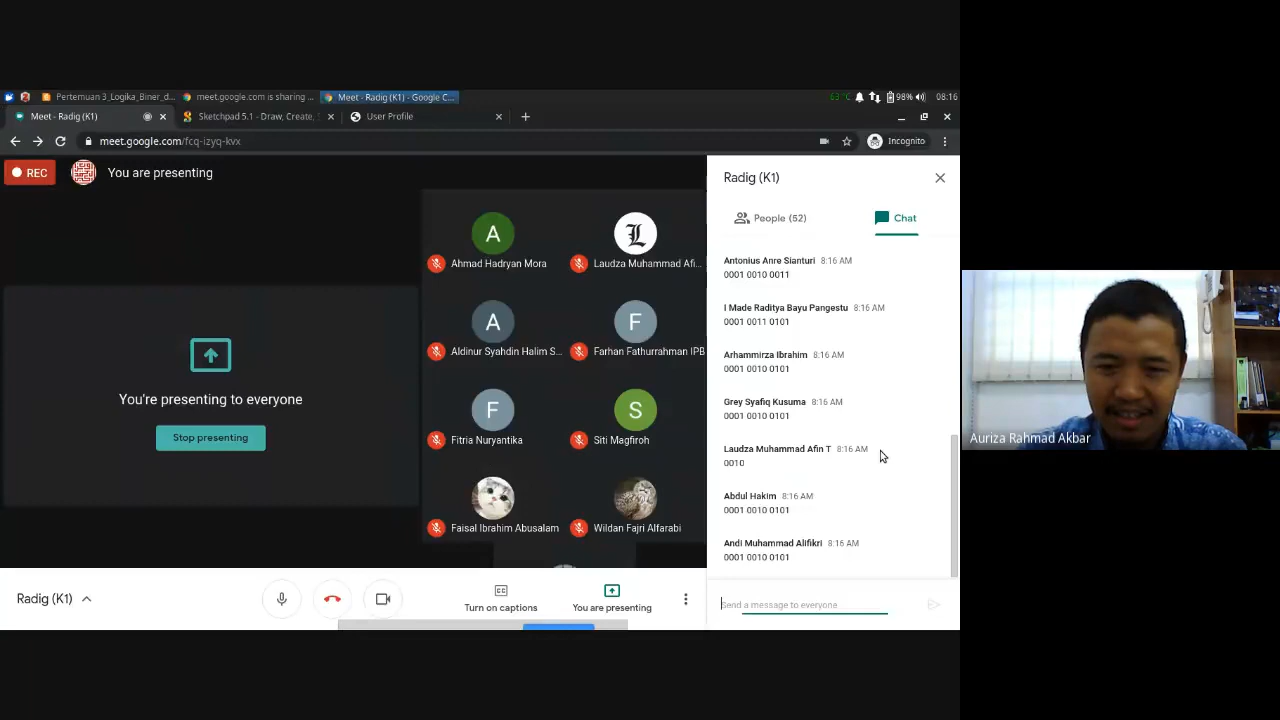 Pertemuan 3_Logika_Biner_d...
meet.google.com is sharing ...
Meet - Radig (K1) - Google C...
63°C
98%
08:16
Meet - Radig (K1)
Sketchpad 5.1 - Draw, Create,
User Profile
meet.google.com/fcq-izyq-kvx
Incognito
REC
You are presenting
You're presenting to everyone
Stop presenting
A
Ahmad Hadryan Mora
L
Laudza Muhammad Afi...
A
Aldinur Syahdin Halim S...
F
Farhan Fathurrahman IPB
F
Fitria Nuryantika
S
Siti Magfiroh
Faisal Ibrahim Abusalam
Wildan Fajri Alfarabi
Radig (K1)
Turn on captions
You are presenting
Radig (K1)
People (52)
Chat
Antonius Anre Sianturi 8:16 AM
0001 0010 0011
I Made Raditya Bayu Pangestu 8:16 AM
0001 0011 0101
Arhammirza Ibrahim 8:16 AM
0001 0010 0101
Grey Syafiq Kusuma 8:16 AM
0001 0010 0101
Laudza Muhammad Afin T 8:16 AM
0010
Abdul Hakim 8:16 AM
0001 0010 0101
Andi Muhammad Alifikri 8:16 AM
0001 0010 0101
Send a message to everyone
Auriza Rahmad Akbar